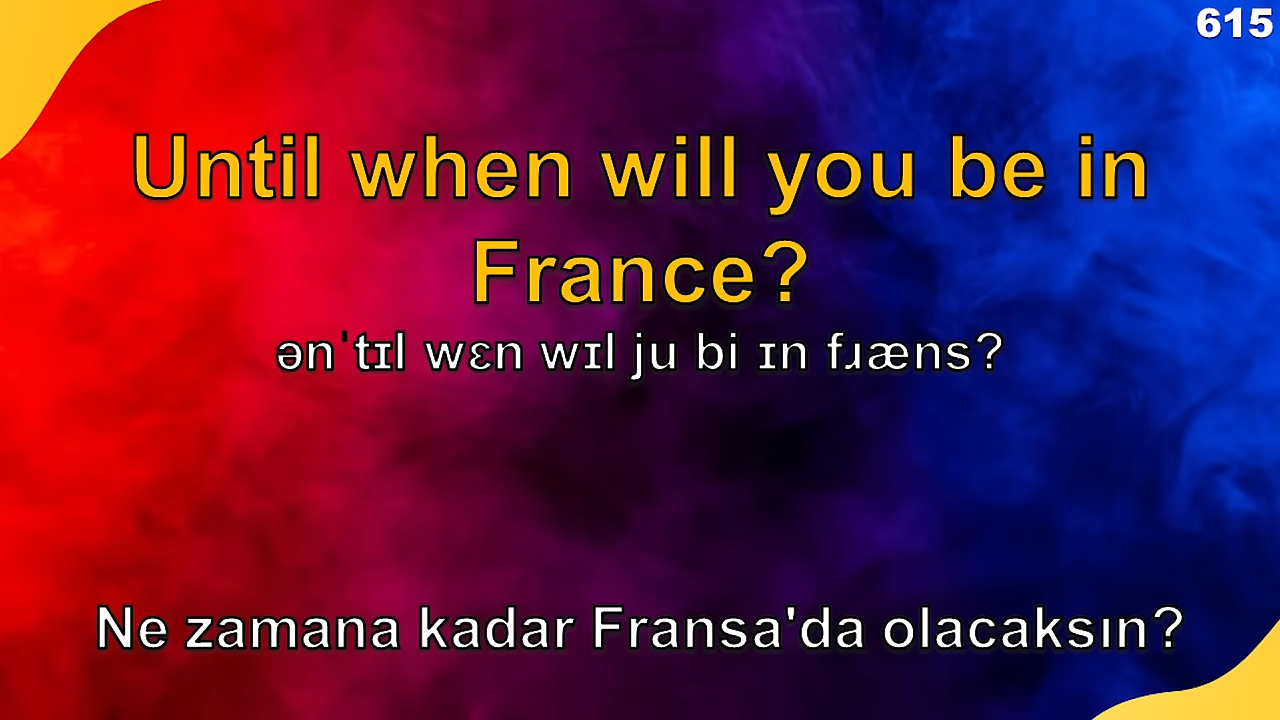 615
Until when will you be in
France?
ənˈtɪl wɛn wɪl ju bi ɪn fɹæns?
Ne zamana kadar Fransa'da olacaksın?